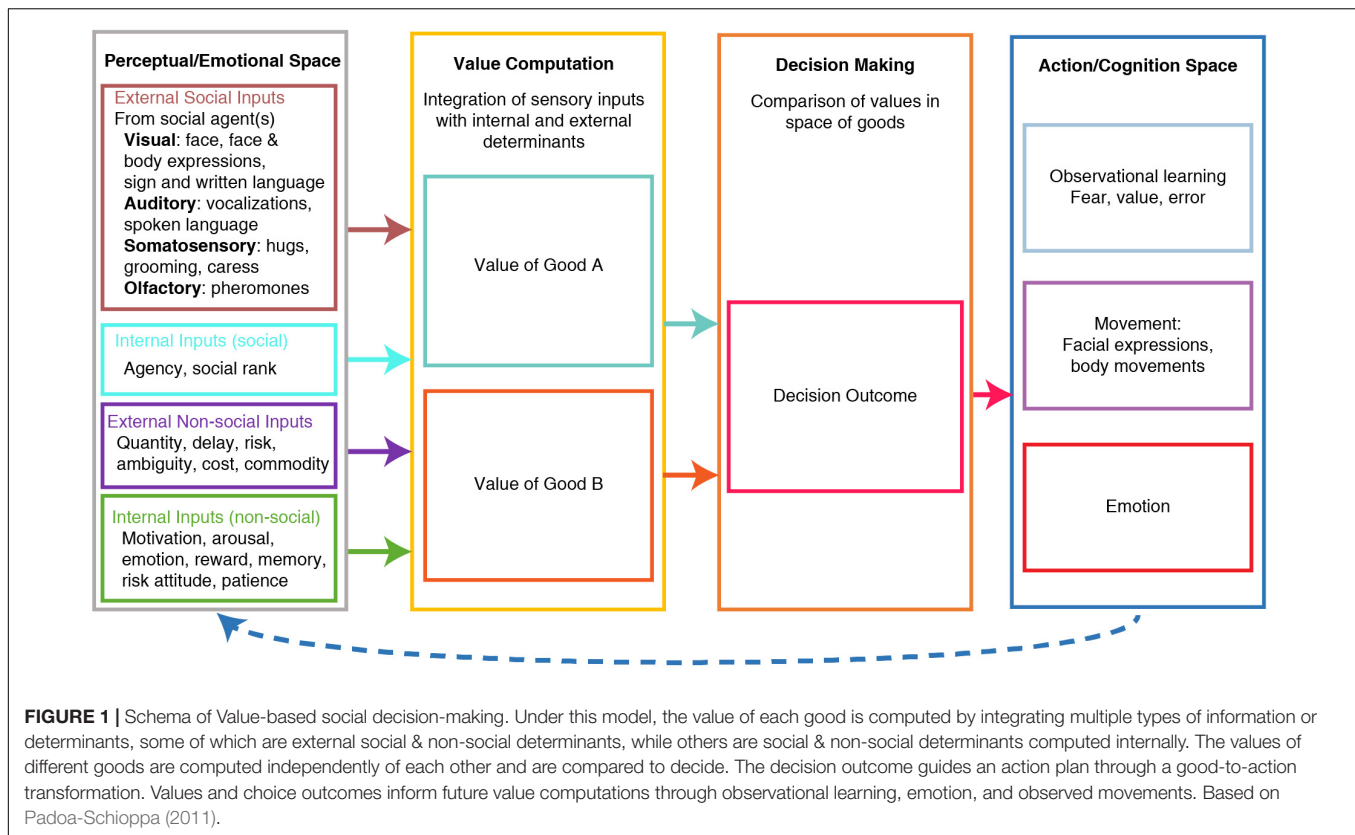 Perceptual/Emotional Space
External Social Inputs
From social agent(s)
Visual: face, face &
body expressions,
sign and written language
Auditory: vocalizations,
spoken language
Somatosensory: hugs,
grooming, caress
Olfactory: pheromones
Internal Inputs (social)
Agency, social rank
External Non-social Inputs
Quantity, delay, risk,
ambiguity, cost, commodity
Internal Inputs (non-social)
Motivation, arousal,
emotion, reward, memory,
risk attitude, patience
Value Computation
Integration of sensory inputs
with internal and external
determinants
Value of Good A
Value of Good B
Decision Making
Comparison of values in
space of goods
Decision Outcome
Action/Cognition Space
Observational learning
Fear, value, error
Movement:
Facial expressions,
body movements
Emotion
FIGURE 1 | Schema of Value-based social decision-making. Under this model, the value of each good is computed by integrating multiple types of information or
determinants, some of which are external social & non-social determinants, while others are social & non-social determinants computed internally. The values of
different goods are computed independently of each other and are compared to decide. The decision outcome guides an action plan through a good-to-action
transformation. Values and choice outcomes inform future value computations through observational learning, emotion, and observed movements. Based on
Padoa-Schioppa (2011).